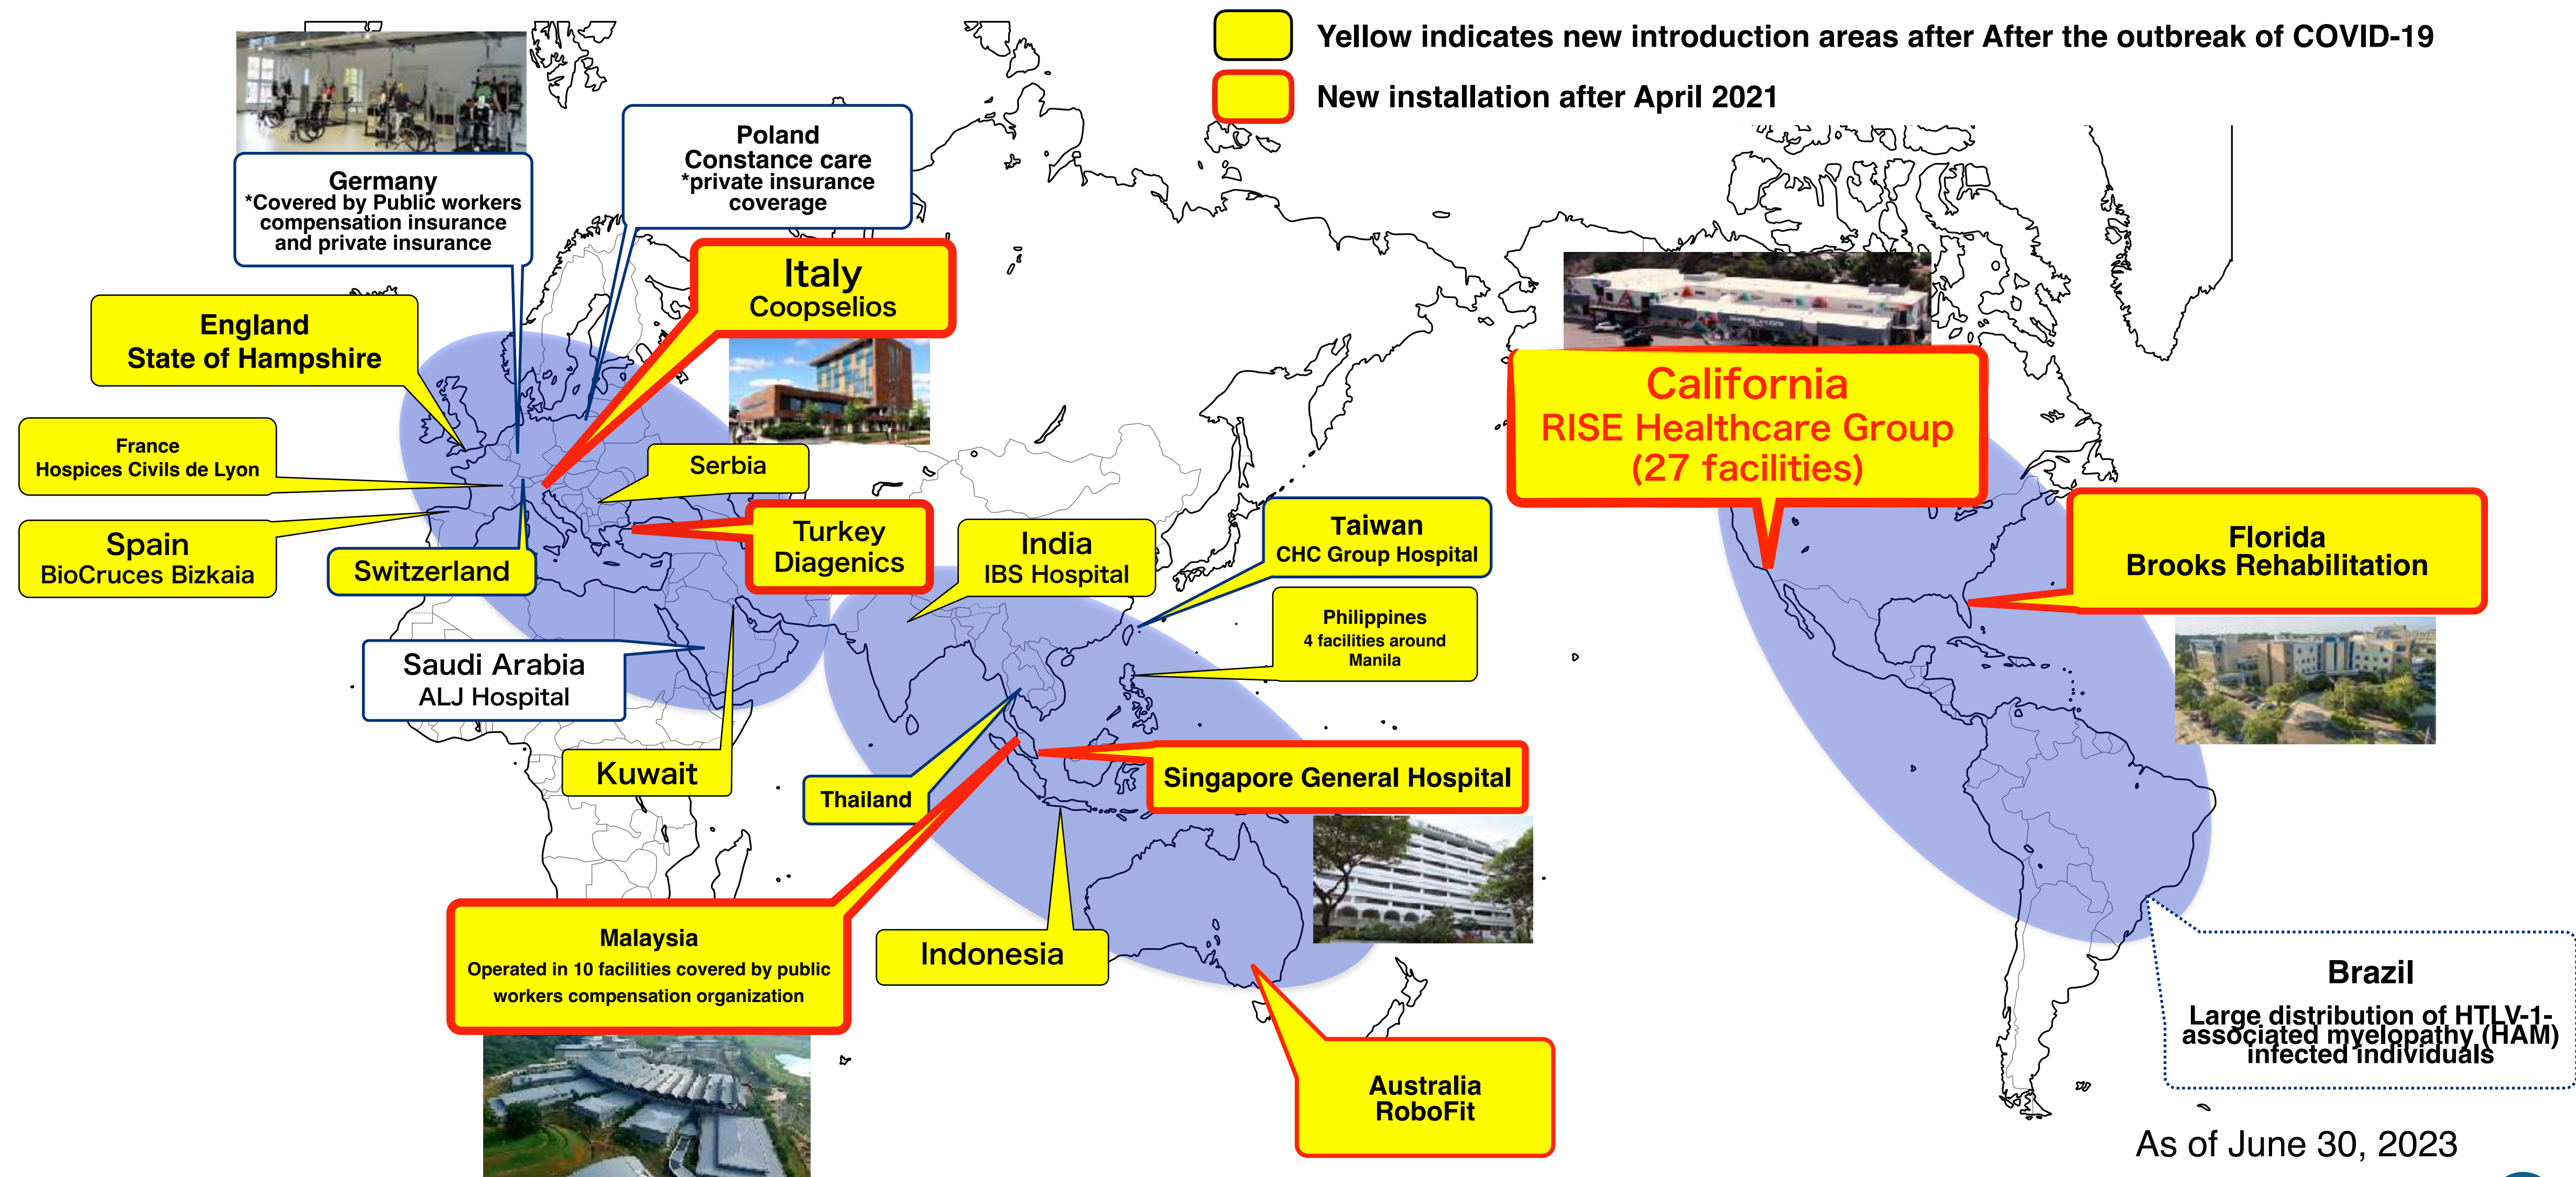 Yellow indicates new introduction areas after After the outbreak of COVID-19
New installation after April 2021
Germany
*Covered by Public workers
compensation insurance
and private insurance
Poland
Constance care
*private insurance
coverage
Italy
Coopselios
England
State of Hampshire
France
Hospices Civils de Lyon
Spain
BioCruces Bizkaia
Switzerland
Serbia
Turkey
Diagenics
Saudi Arabia
ALJ Hospital
Kuwait
India
IBS Hospital
Taiwan
CHC Group Hospital
Philippines
4 facilities around
Manila
Thailand
Singapore General Hospital
Malaysia
Operated in 10 facilities covered by public
workers compensation organization
Indonesia
Australia
RoboFit
California
RISE Healthcare Group
(27 facilities)
Florida
Brooks Rehabilitation
Brazil
Large distribution of HTLV-1-
associated myelopathy (HAM)
infected individuals
As of June 30, 2023